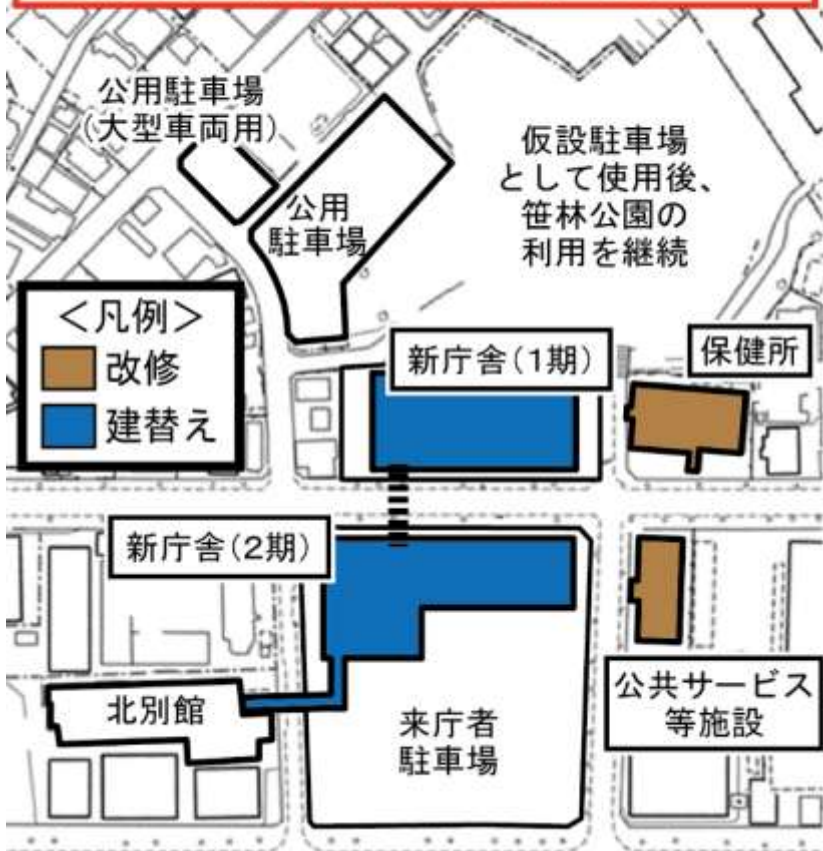 公用駐車場
（大型車両用）
公用
駐車場
仮設駐車場
として使用後、
笹林公園の
利用を継続
＜凡例＞
改修
建替え
新庁舎（1期）
保健所
新庁舎（2期）
北別館
来庁者
駐車場
公共サービス
等施設